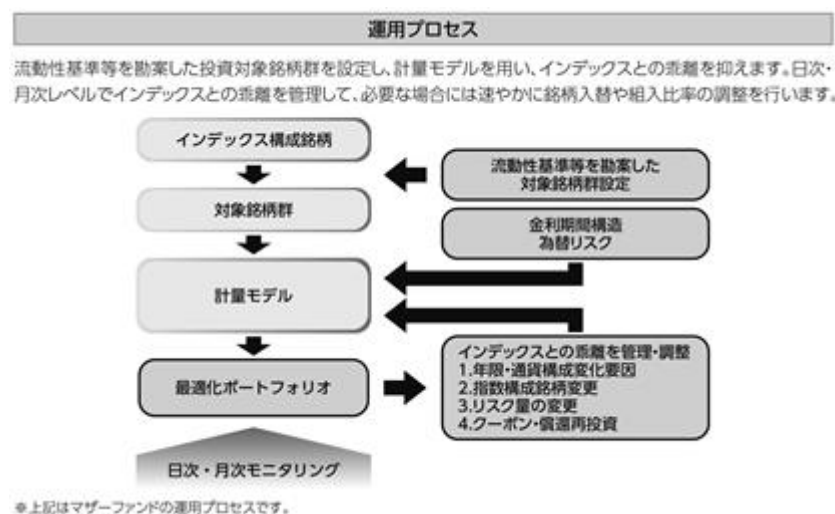 運用プロセス
流動性基準等を勘案した投資対象銘柄群を設定し、計量モデルを用い、インデックスとの乖離を抑えます。日次・
月次レベルでインデックスとの乖離を管理して、必要な場合には速やかに銘柄入替や組入比率の調整を行います。
インデックス構成銘柄
流動性基準等を勘案した
対象銘柄群設定
対象銘柄群
金利期間構造
為替リスク
計量モデル
インデックスとの乖離を管理・調整
1.年限・通貨構成変化要因
2.指数構成銘柄変更
3.リスク量の変更
4.クーポン・償還再投資
最適化ポートフォリオ
日次・月次モニタリング
※上記はマザーファンドの運用プロセスです。